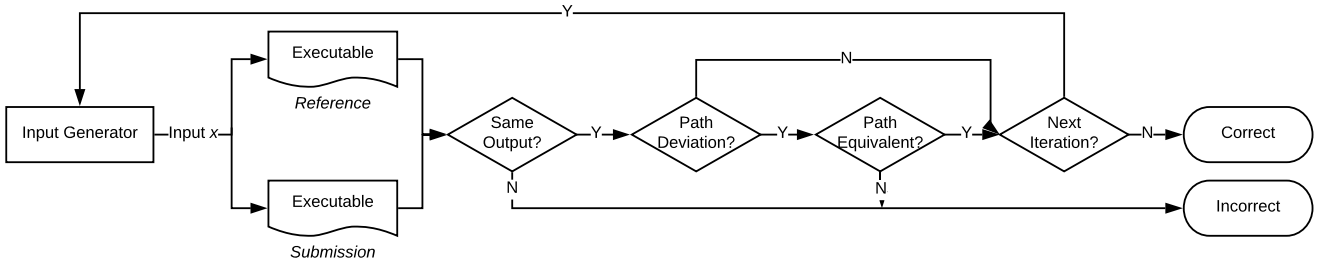 Y
Executable
N
Reference
Input Generator
Input x
Same
Output?
Y
Path
Deviation?
Y
Path
Equivalent?
Y
Next
Iteration?
N
Correct
N
N
Executable
Incorrect
Submission